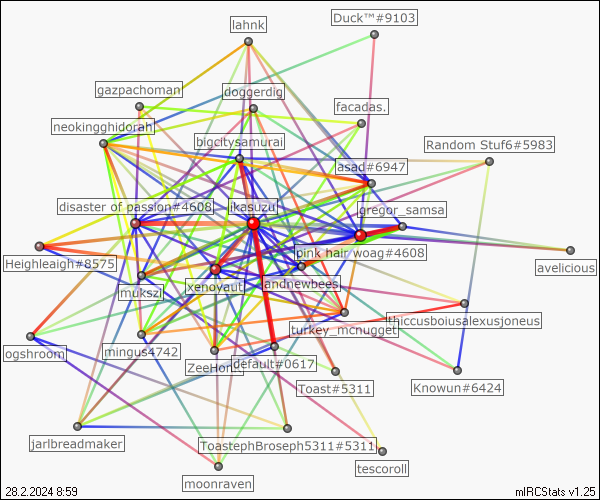 Duck™#9103
lahnk
gazpachoman
doggerdig
facadas.
neokingghidorah
bigcitysamurai
Random Stuf6#5983
asad#6947
disaster of passion#4608
ikasuzu
gregor_samsa
pink hair woag#4608
Heighleaigh#8575
avelicious
mukszi
xenoyaut
andnewbees
turkey_mcnugget
thiccusboiusalexusjoneus
ogshroom
mingus4742
default#0617
Toast#5311
Knowun#6424
jarlbreadmaker
ToastephBroseph5311#5311
tescoroll
moonraven
28.2.2024 8:59
mIRCStats v1.25